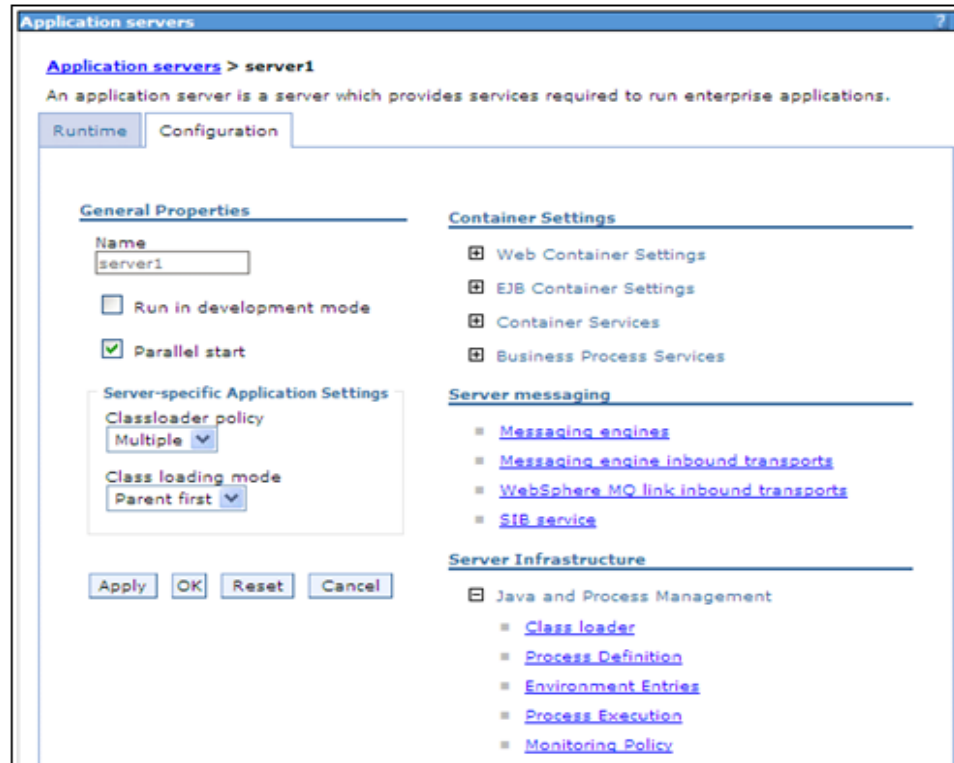 Application servers ?
Application servers > server1
An application server is a server which provides services required to run enterprise applications.
Runtime Configuration
General Properties
Name
server1
Run in development mode
Parallel start
Server-specific Application Settings
Classloader policy
Multiple
Class loading mode
Parent first
Apply OK Reset Cancel
Container Settings
Web Container Settings
EJB Container Settings
Container Services
Business Process Services
Server messaging
Messaging engines
Messaging engine inbound transports
WebSphere MQ link inbound transports
SIB service
Server Infrastructure
Java and Process Management
Class loader
Process Definition
Environment Entries
Process Execution
Monitoring Policy